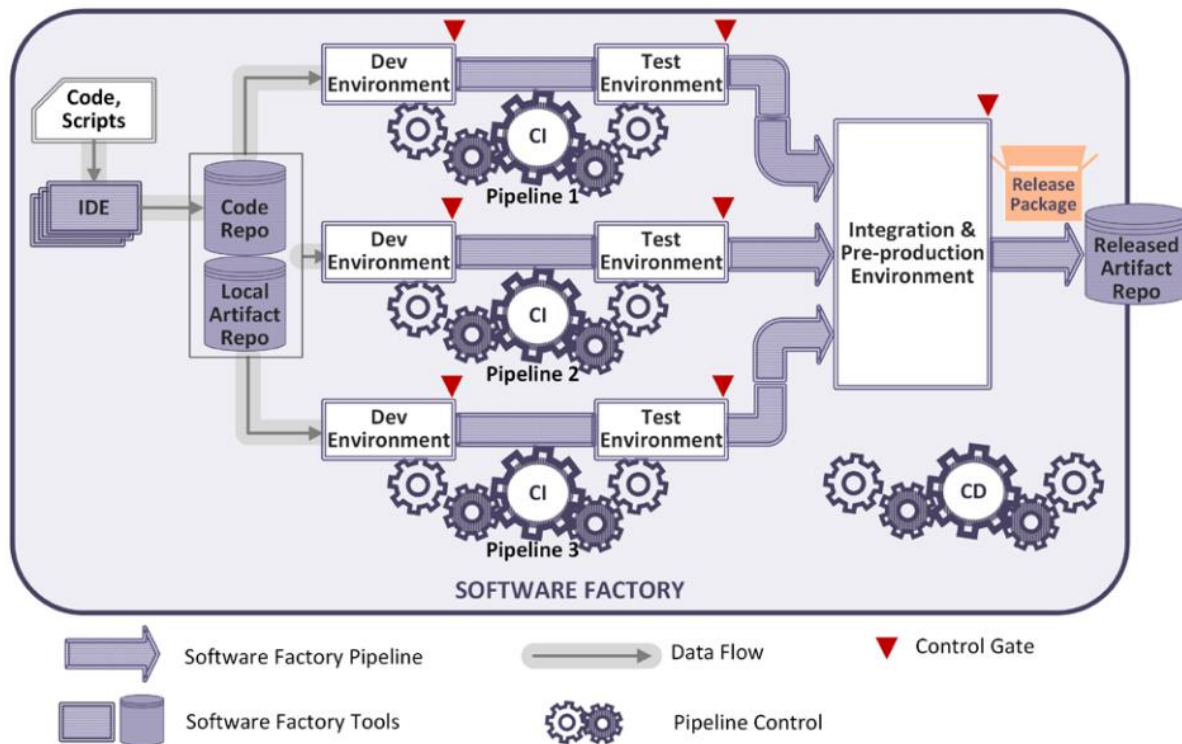 Code,
Scripts
IDE
Code
Repo
Local
Artifact
Repo
Dev
Environment
Test
Environment
CI
Pipeline 1
Dev
Environment
Test
Environment
CI
Pipeline 2
Dev
Environment
Test
Environment
CI
Pipeline 3
Integration &
Pre-production
Environment
Release
Package
Released
Artifact
Repo
CD
SOFTWARE FACTORY
Software Factory Pipeline
Data Flow
Control Gate
Software Factory Tools
Pipeline Control